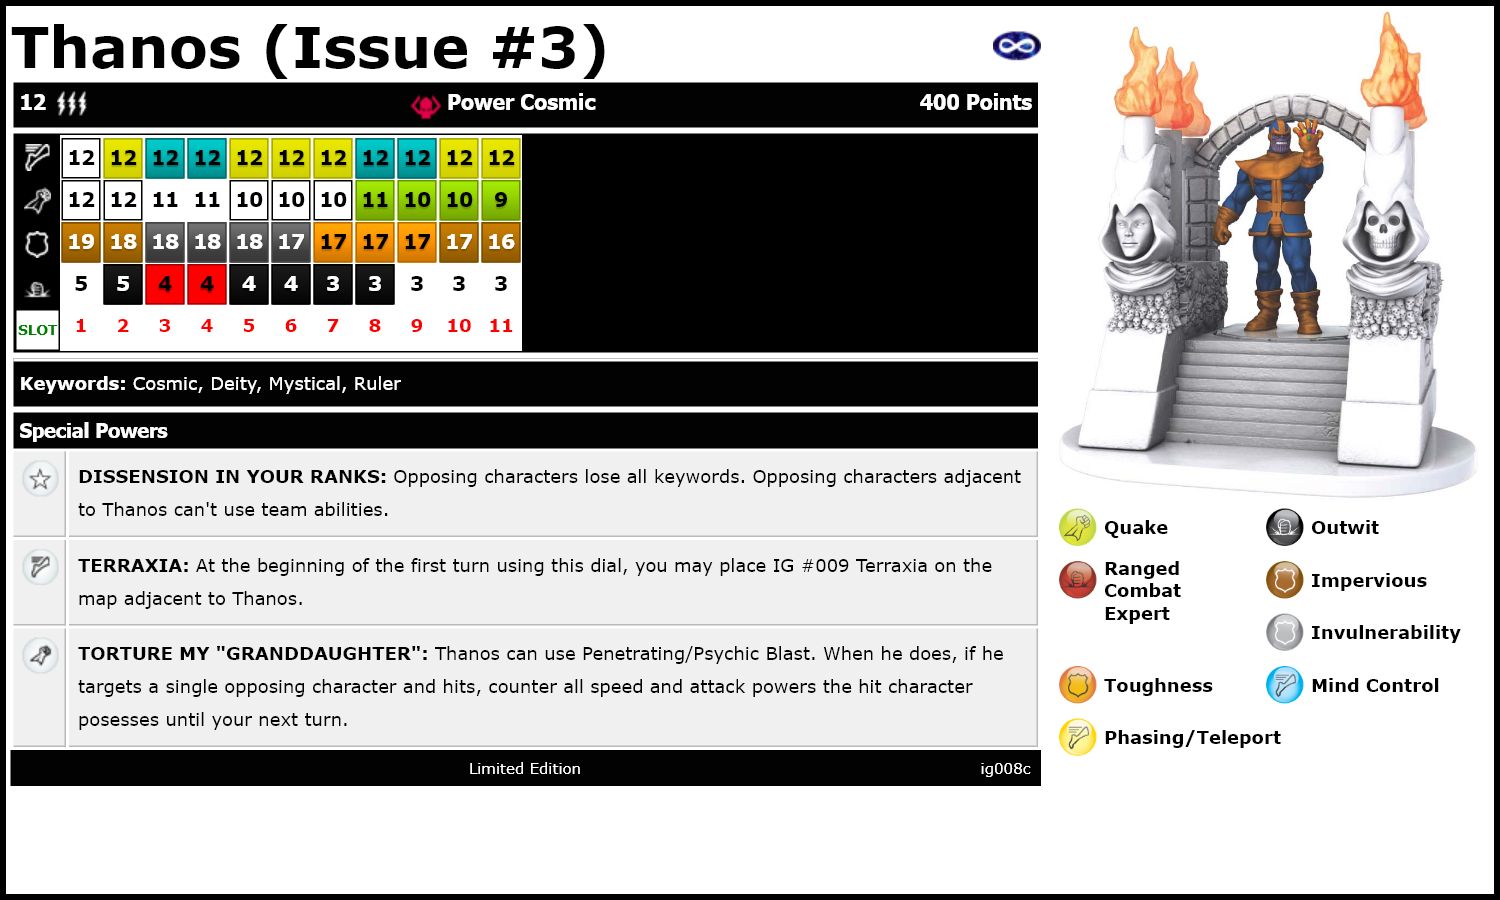 Thanos (Issue #3)
12 Power Cosmic 400 Points
12 12 12 12 12 12 12 12 12 12 12
12 12 11 11 10 10 10 11 10 10 9
19 18 18 18 18 17 17 17 17 17 16
5 5 4 4 4 4 3 3 3 3 3
SLOT 1 2 3 4 5 6 7 8 9 10 11
Keywords: Cosmic, Deity, Mystical, Ruler
Special Powers
DISSENSION IN YOUR RANKS: Opposing characters lose all keywords. Opposing characters adjacent
to Thanos can't use team abilities.
TERRAXIA: At the beginning of the first turn using this dial, you may place IG #009 Terraxia on the
map adjacent to Thanos.
TORTURE MY "GRANDDAUGHTER": Thanos can use Penetrating/Psychic Blast. When he does, if he
targets a single opposing character and hits, counter all speed and attack powers the hit character
posesses until your next turn.
Limited Edition ig008c
Quake Outwit
Ranged
Combat
Expert
Impervious
Invulnerability
Toughness Mind Control
Phasing/Teleport